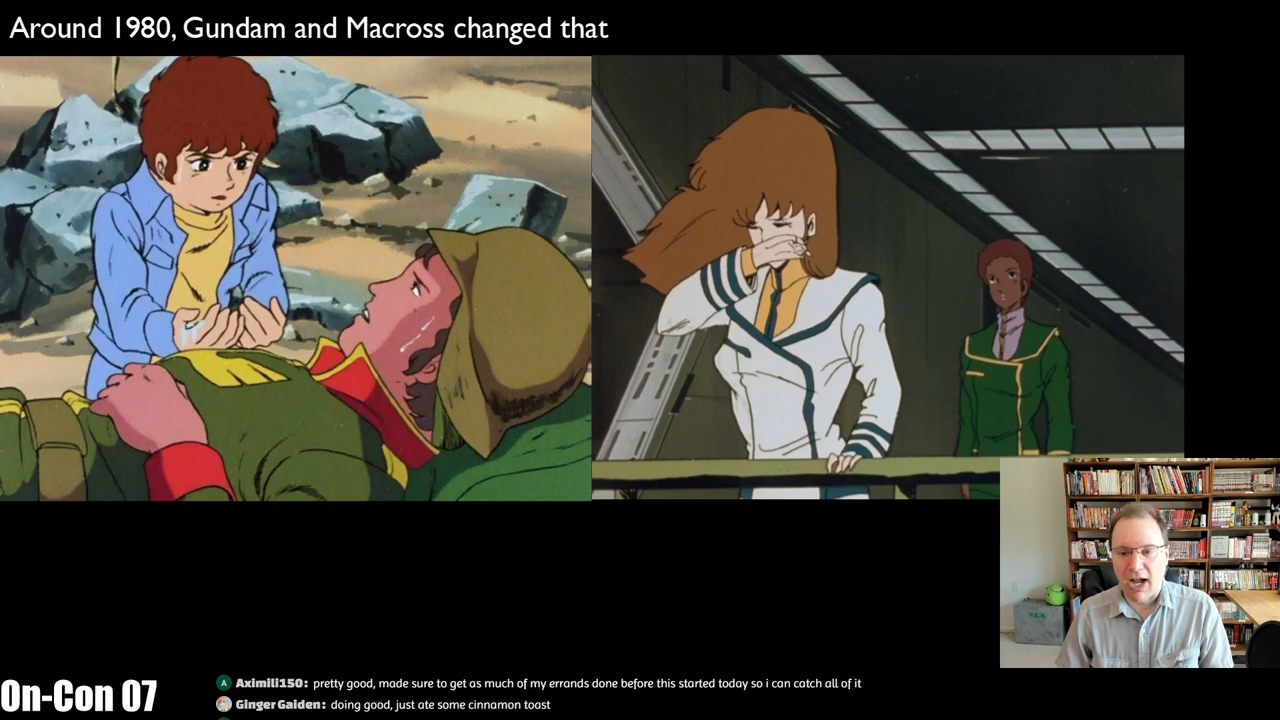 Around 1980, Gundam and Macross changed that
On-Con 07
A
Aximili150: pretty good, made sure to get as much of my errands done before this started today so i can catch all of it
Ginger Galden: doing good, just ate some cinnamon toast